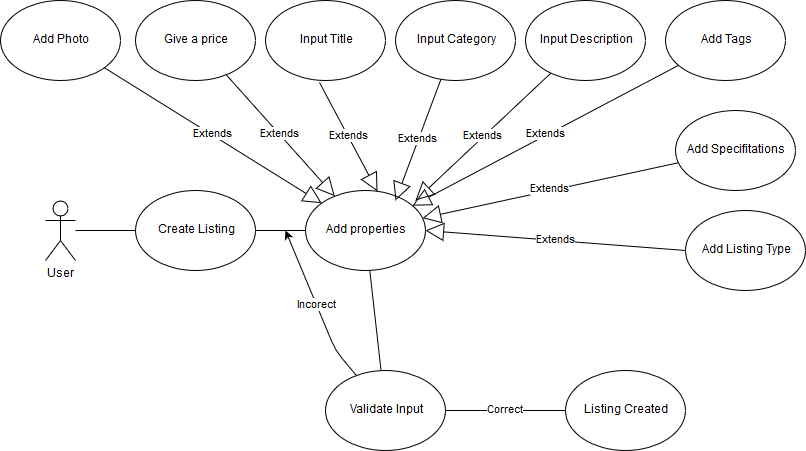 Add Photo
Give a price
Input Title
Input Category
Input Description
Add Tags
Extends
Extends
Extends
Extends
Extends
Extends
Add Specifitations
Extends
User
Create Listing
Add properties
Extends
Add Listing Type
Incorect
Validate Input
Correct
Listing Created